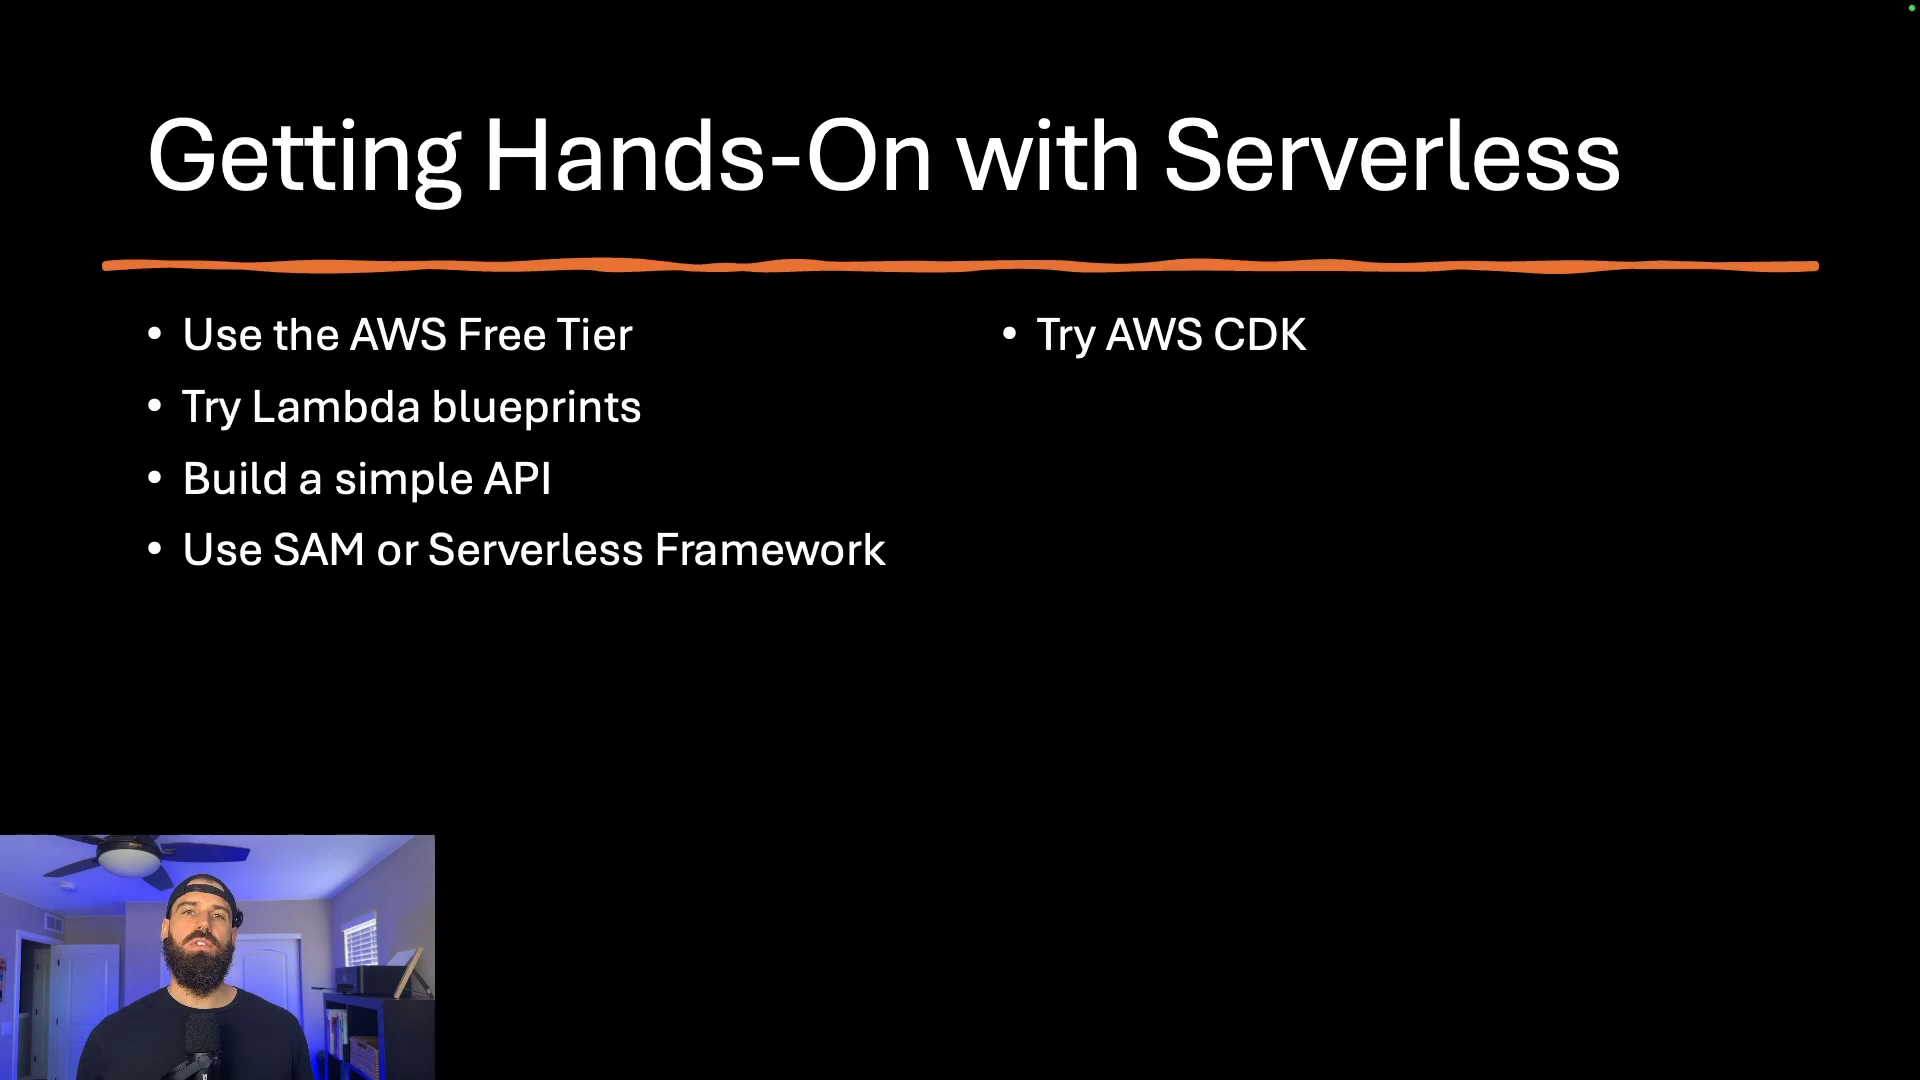 Getting Hands-On with Serverless
• Use the AWS Free Tier
• Try Lambda blueprints
• Build a simple API
• Use SAM or Serverless Framework
• Try AWS CDK